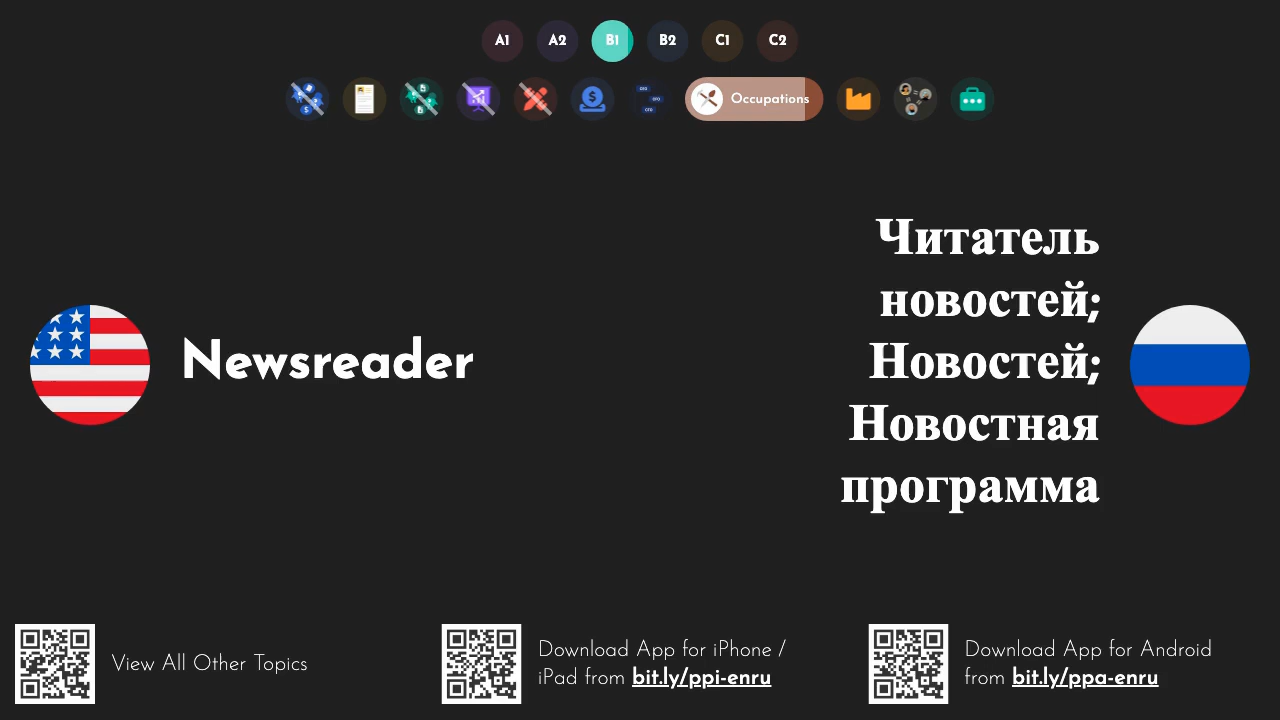 A1 A2 B1 B2 C1 C2
Occupations
Newsreader
Читатель
новостей;
Новостей;
Новостная
программа
View All Other Topics
Download App for iPhone /
iPad from bit.ly/ppi-enru
Download App for Android
from bit.ly/ppa-enru